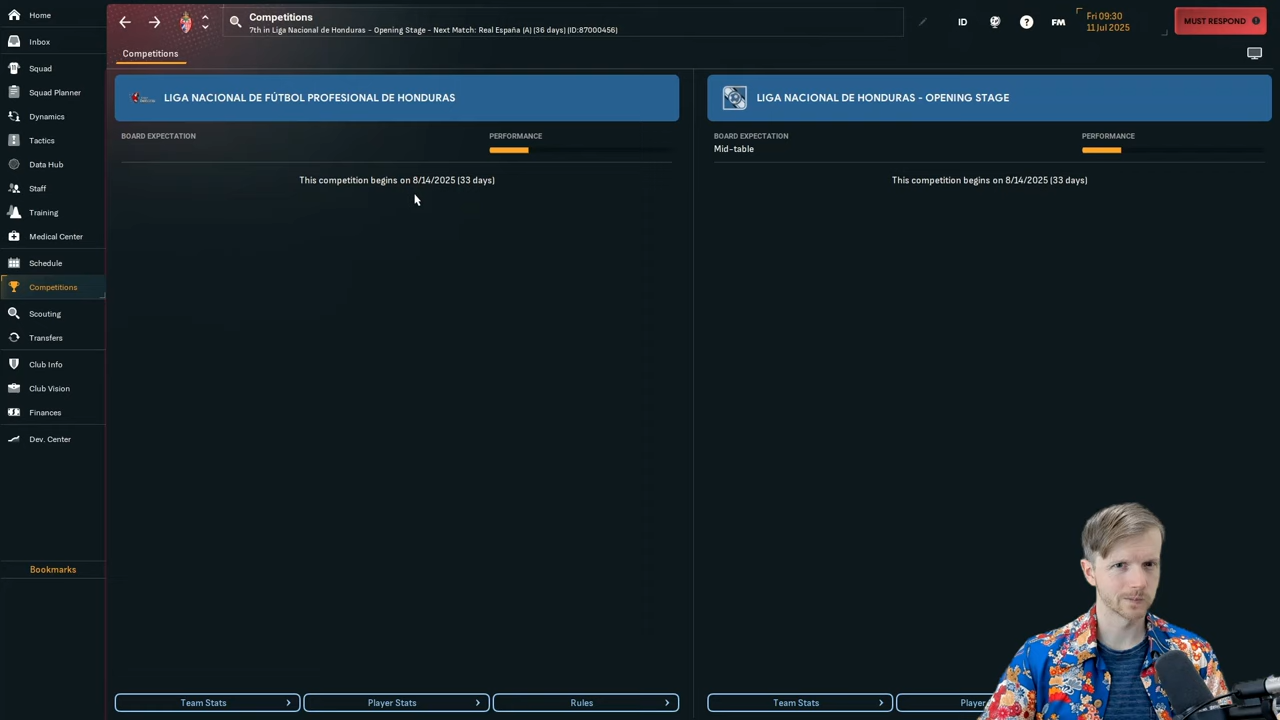 Home
Inbox
Squad
Squad Planner
Dynamics
Tactics
Data Hub
Staff
Training
Medical Center
Schedule
Competitions
Scouting
Transfers
Club Info
Club Vision
Finances
Dev. Center
Bookmarks
Competitions
7th in Liga Nacional de Honduras - Opening Stage - Next Match: Real España (A) (36 days) (ID:87000456)
ID
?
FM
Fri 09:30
11 Jul 2025
MUST RESPOND
Competitions
LIGA NACIONAL DE FÚTBOL PROFESIONAL DE HONDURAS
BOARD EXPECTATION
PERFORMANCE
This competition begins on 8/14/2025 (33 days)
Team Stats
Player Stats
Rules
LIGA NACIONAL DE HONDURAS - OPENING STAGE
BOARD EXPECTATION
PERFORMANCE
Mid-table
This competition begins on 8/14/2025 (33 days)
Team Stats
Player